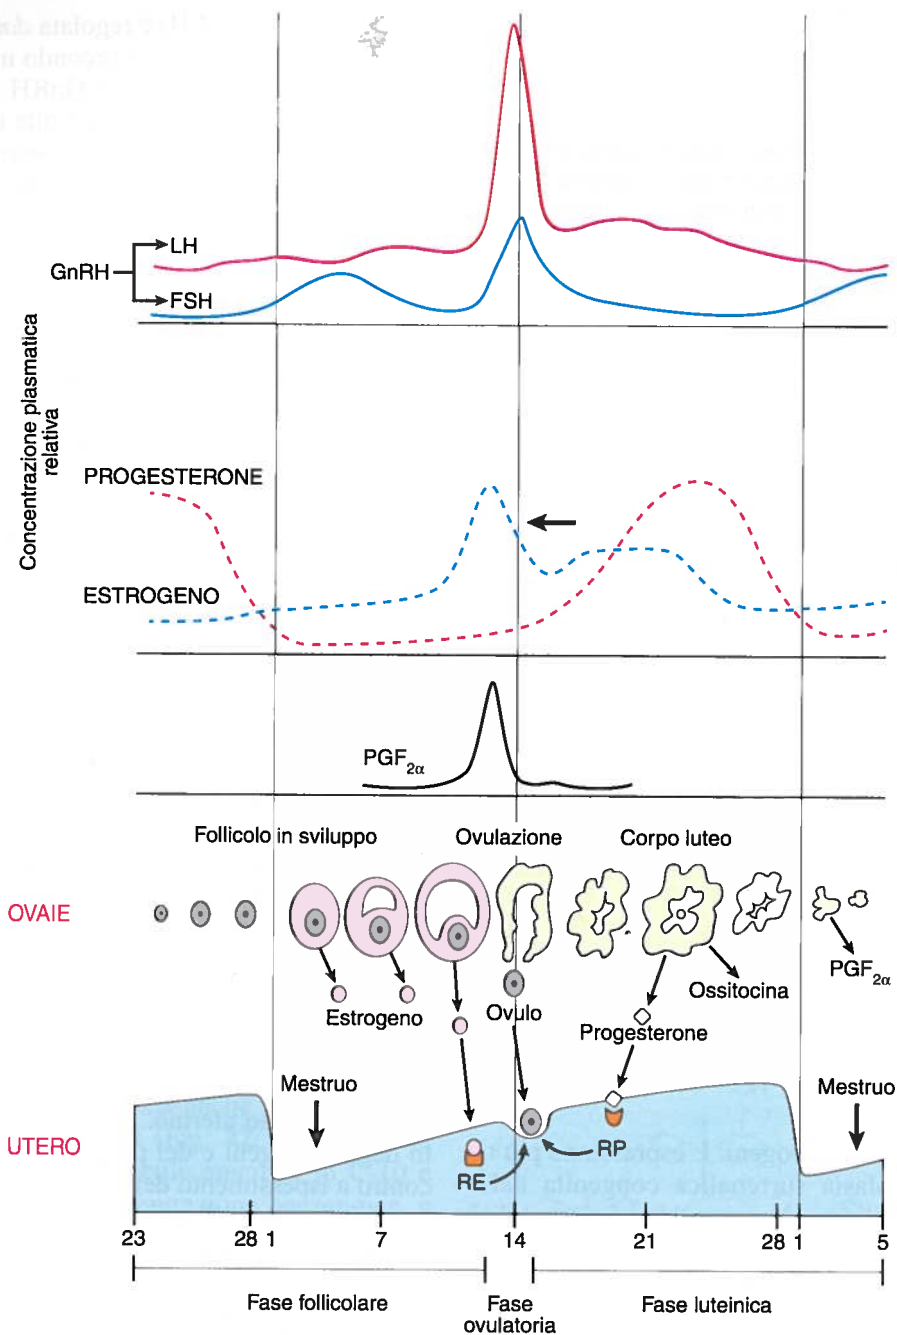 GnRH
LH
FSH
Concentrazione plasmatica
relativa
PROGESTERONE
ESTROGENO
PGF2α
Follicolo in sviluppo
Ovulazione
Corpo luteo
OVAIE
Estrogeno
Ovulo
Ossitocina
PGF2α
Progesterone
Mestruo
Mestruo
UTERO
RE
RP
23 28 1 7 14 21 28 1 5
Fase follicolare
Fase
ovulatoria
Fase luteinica